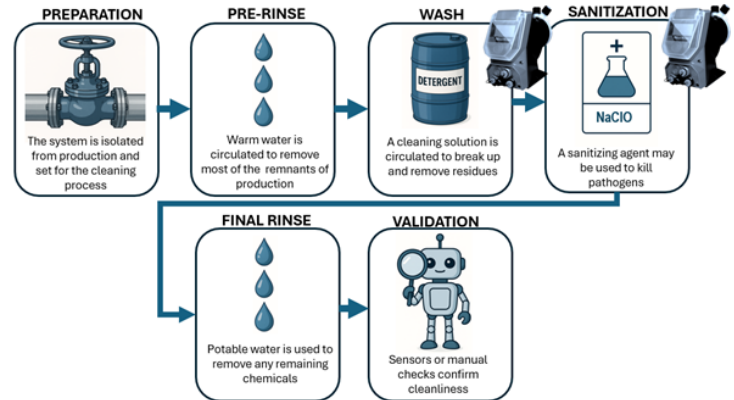 PREPARATION
The system is isolated
from production and
set for the cleaning
process
PRE-RINSE
Warm water is
circulated to remove
most of the remnants of
production
WASH
DETERGENT
A cleaning solution is
circulated to break up
and remove residues
SANITIZATION
+
NaClO
A sanitizing agent may
be used to kill
pathogens
FINAL RINSE
Potable water is used to
remove any remaining
chemicals
VALIDATION
Sensors or manual
checks confirm
cleanliness